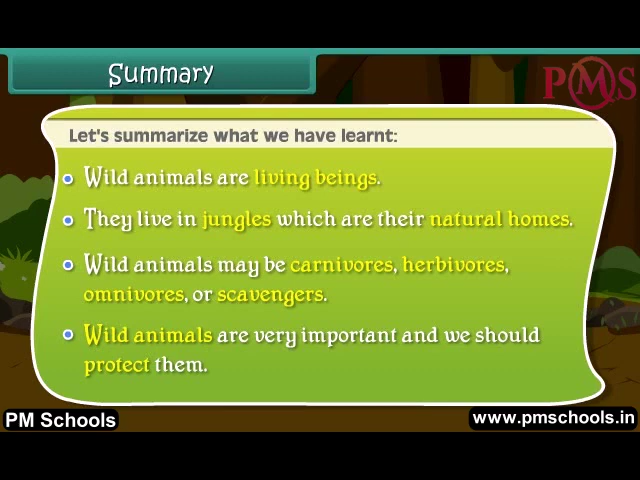 Summary
PMS
Let's summarize what we have learnt:
Wild animals are living beings.
They live in jungles which are their natural homes.
Wild animals may be carnivores, herbivores,
omnivores, or scavengers.
Wild animals are very important and we should
protect them.
PM Schools
www.pmschools.in